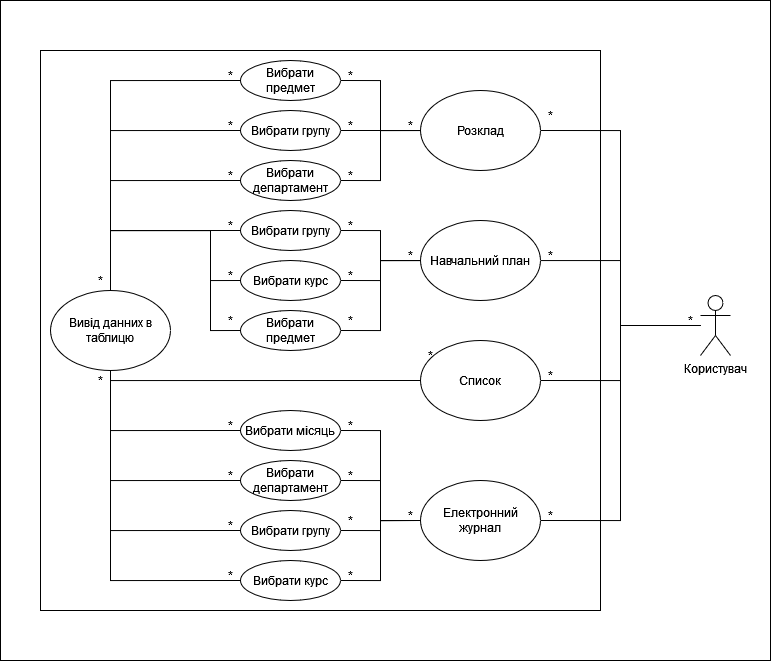 * Вибрати
предмет *
* Вибрати групу * * Розклад *
* Вибрати
департамент *
* Вибрати групу * * Навчальний план *
* Вибрати курс *
* Вибрати
предмет *
*
Вивід данних в
таблицю
*
* Список *
*
Користувач
* Вибрати місяць *
* Вибрати
департамент *
* Вибрати групу * * Електронний
журнал *
* Вибрати курс *